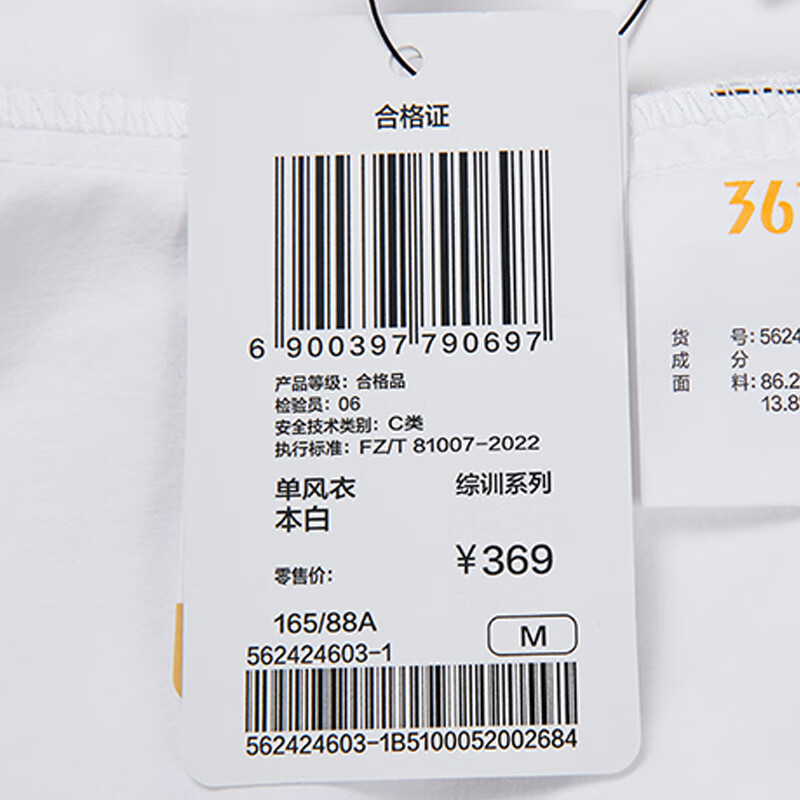 合格证
6 900397 790697
产品等级：合格品
检验员：06
安全技术类别：C类
执行标准：FZ/T 81007-2022
单风衣 综训系列
本白
零售价： ¥369
165/88A M
562424603-1
562424603-1B5100052002684
36
货 号：5624
成 分
面 料：86.2
13.8